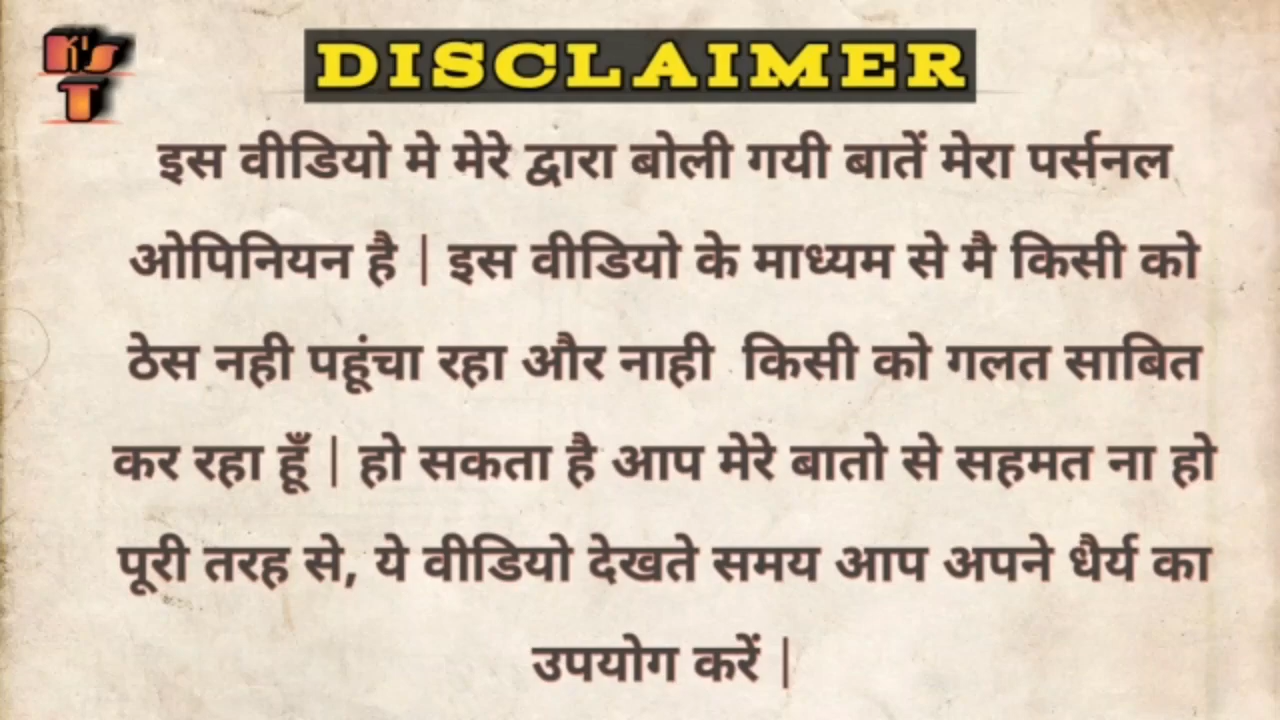 K's
T
DISCLAIMER
इस वीडियो मे मेरे द्वारा बोली गयी बातें मेरा पर्सनल
ओपिनियन है | इस वीडियो के माध्यम से मै किसी को
ठेस नही पहूंचा रहा और नाही किसी को गलत साबित
कर रहा हूँ | हो सकता है आप मेरे बातो से सहमत ना हो
पूरी तरह से, ये वीडियो देखते समय आप अपने धैर्य का
उपयोग करें |